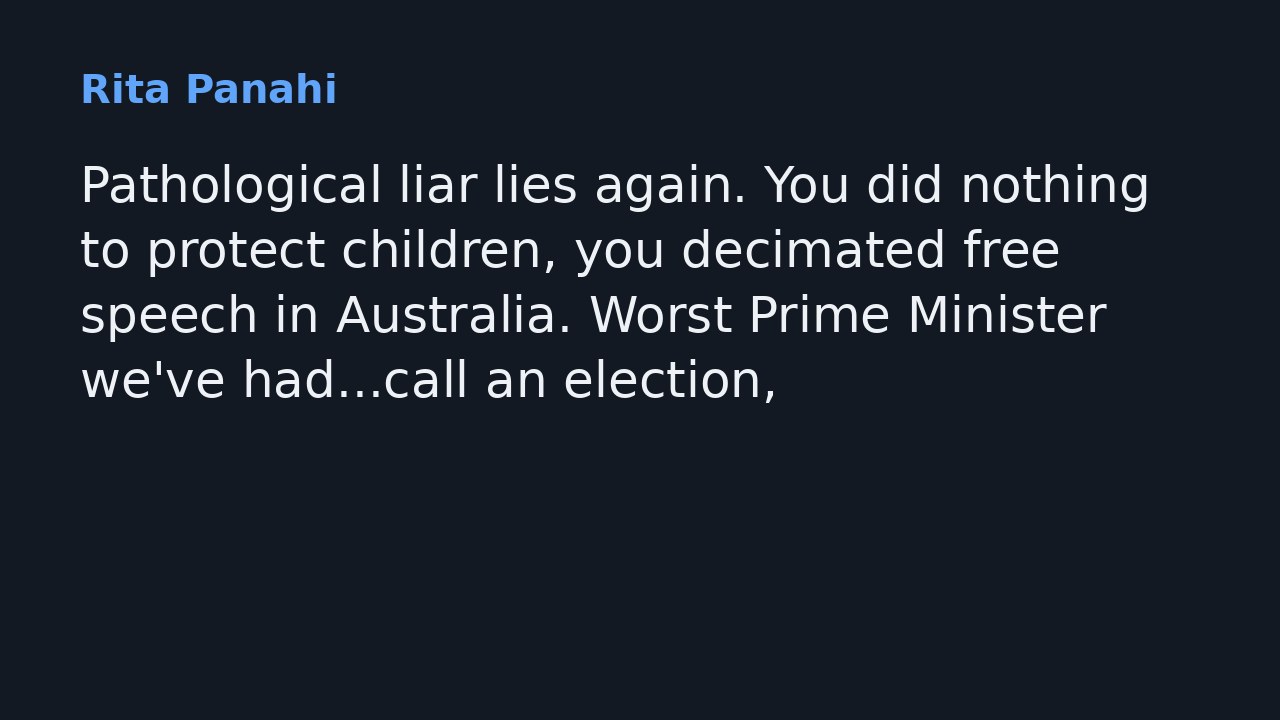 Rita Panahi
Pathological liar lies again. You did nothing
to protect children, you decimated free
speech in Australia. Worst Prime Minister
we've had...call an election,